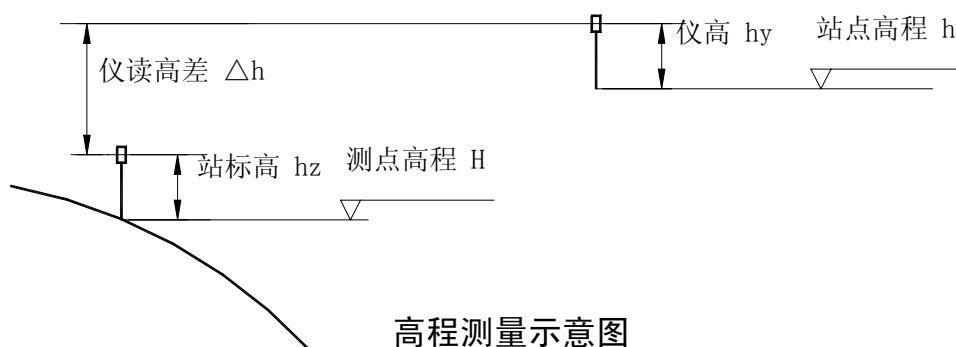 仪高 hy
站点高程 h
仪读高差 △h
站标高 hz
测点高程 H
高程测量示意图